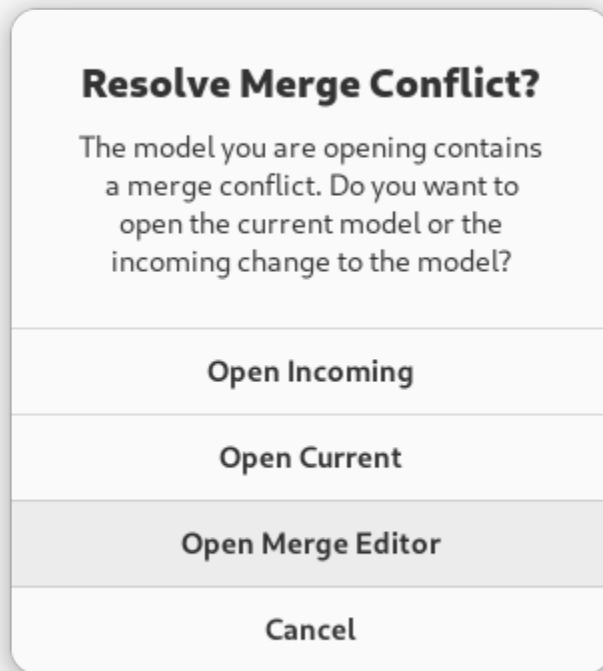 Resolve Merge Conflict?
The model you are opening contains
a merge conflict. Do you want to
open the current model or the
incoming change to the model?
Open Incoming
Open Current
Open Merge Editor
Cancel